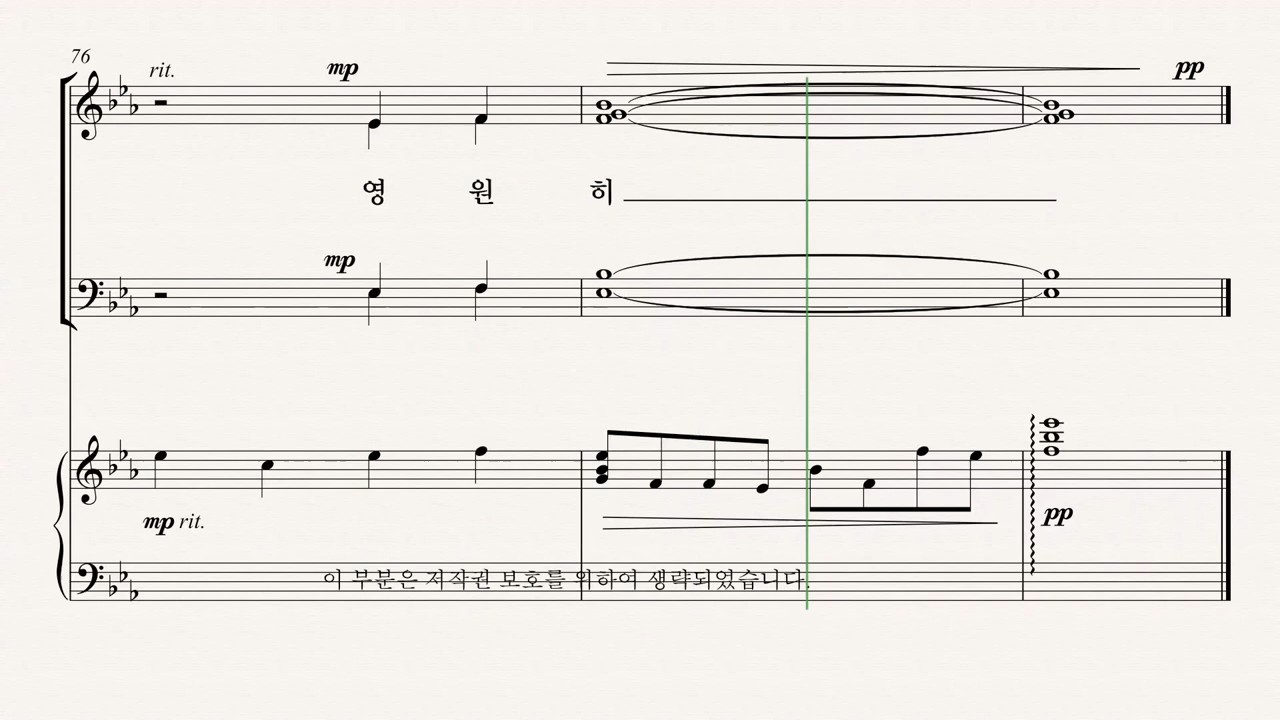 76
rit.
mp
pp
영 원 히
mp
mp rit.
pp
이 부분은 저작권 보호를 위하여 생략되었습니다.